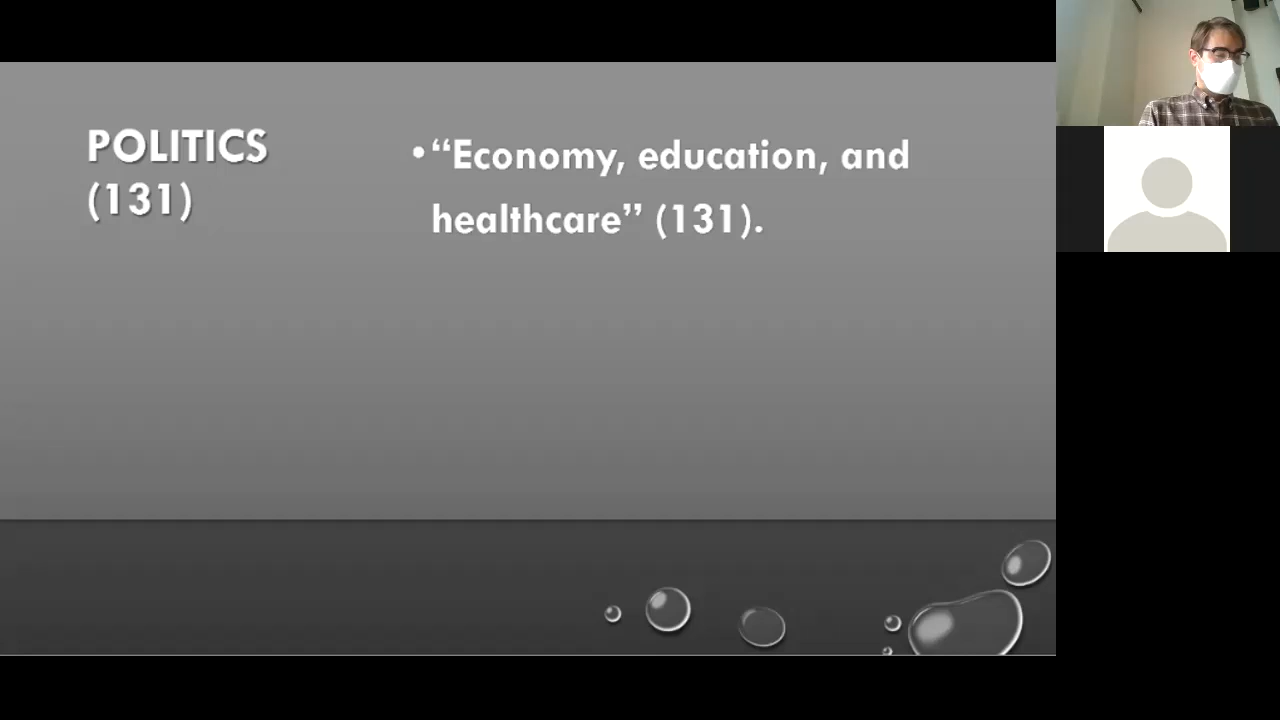 POLITICS
(131)
• “Economy, education, and
healthcare” (131).